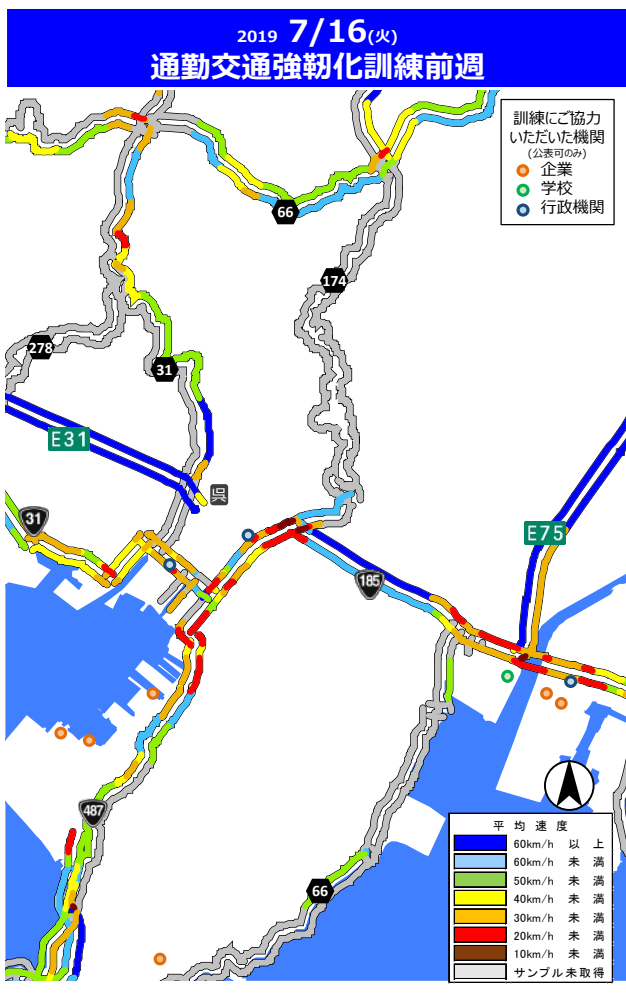 2019 7/16(火)
通勤交通強靭化訓練前週
訓練にご協力
いただいた機関
(公表可のみ)
企業
学校
行政機関
66
174
278
31
E31
呉
31
E75
185
487
66
平均速度
60km/h 以上
60km/h 未満
50km/h 未満
40km/h 未満
30km/h 未満
20km/h 未満
10km/h 未満
サンプル未取得